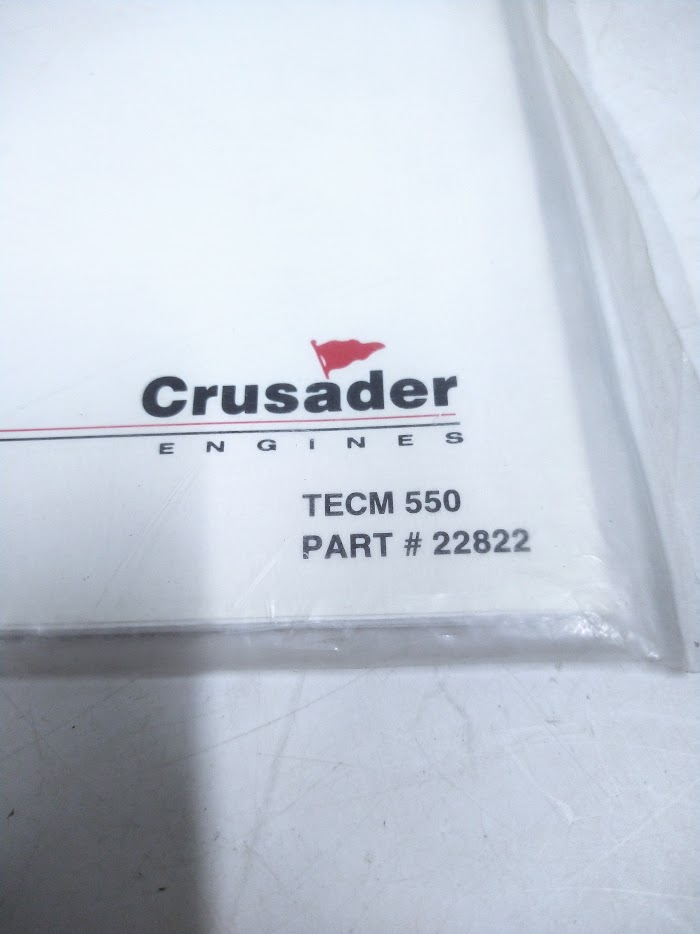 Crusader
ENGINES
TECM 550
PART # 22822